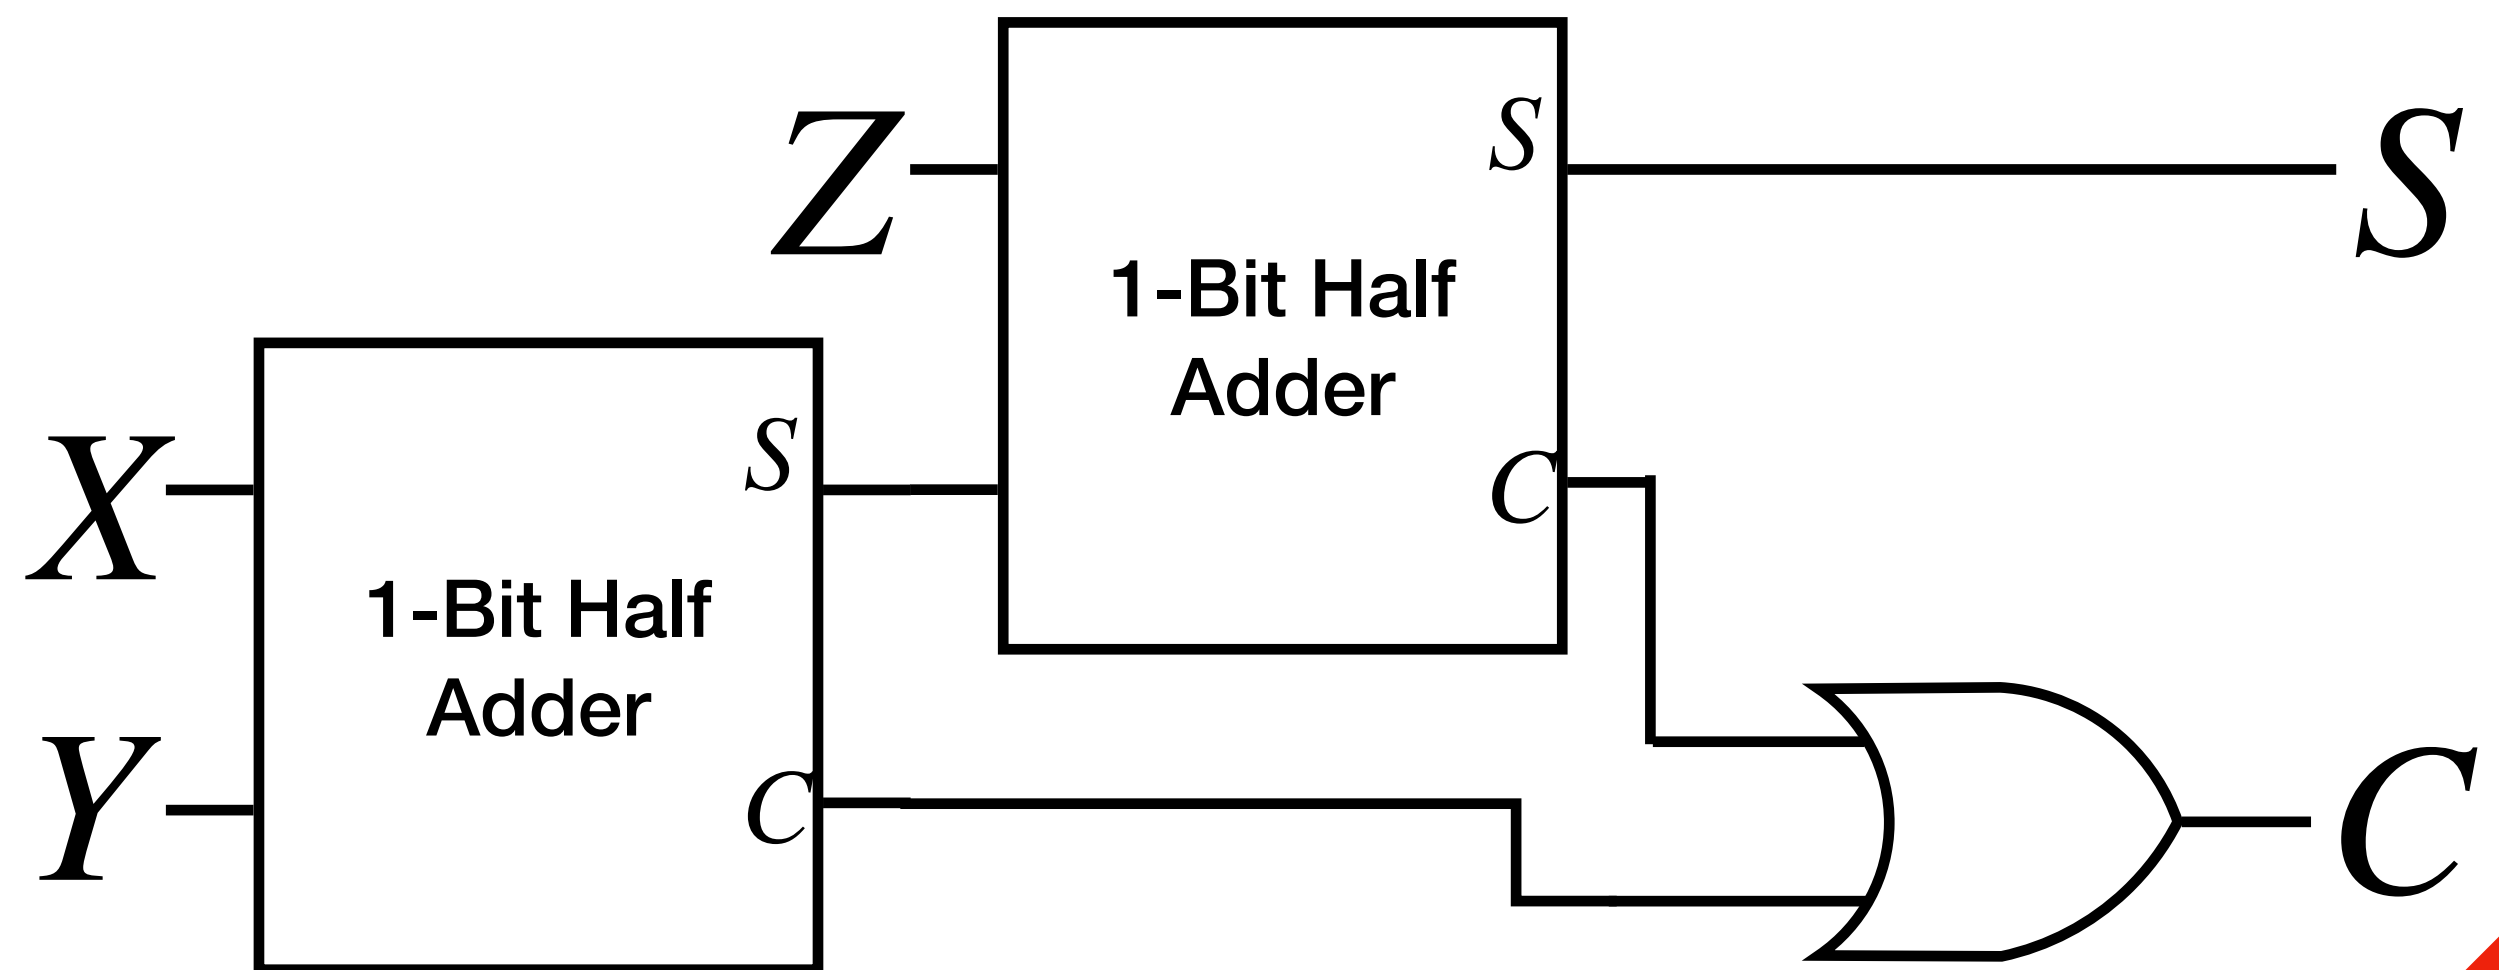 Z
S
1-Bit Half
Adder
C
S
X
Y
S
1-Bit Half
Adder
C
C